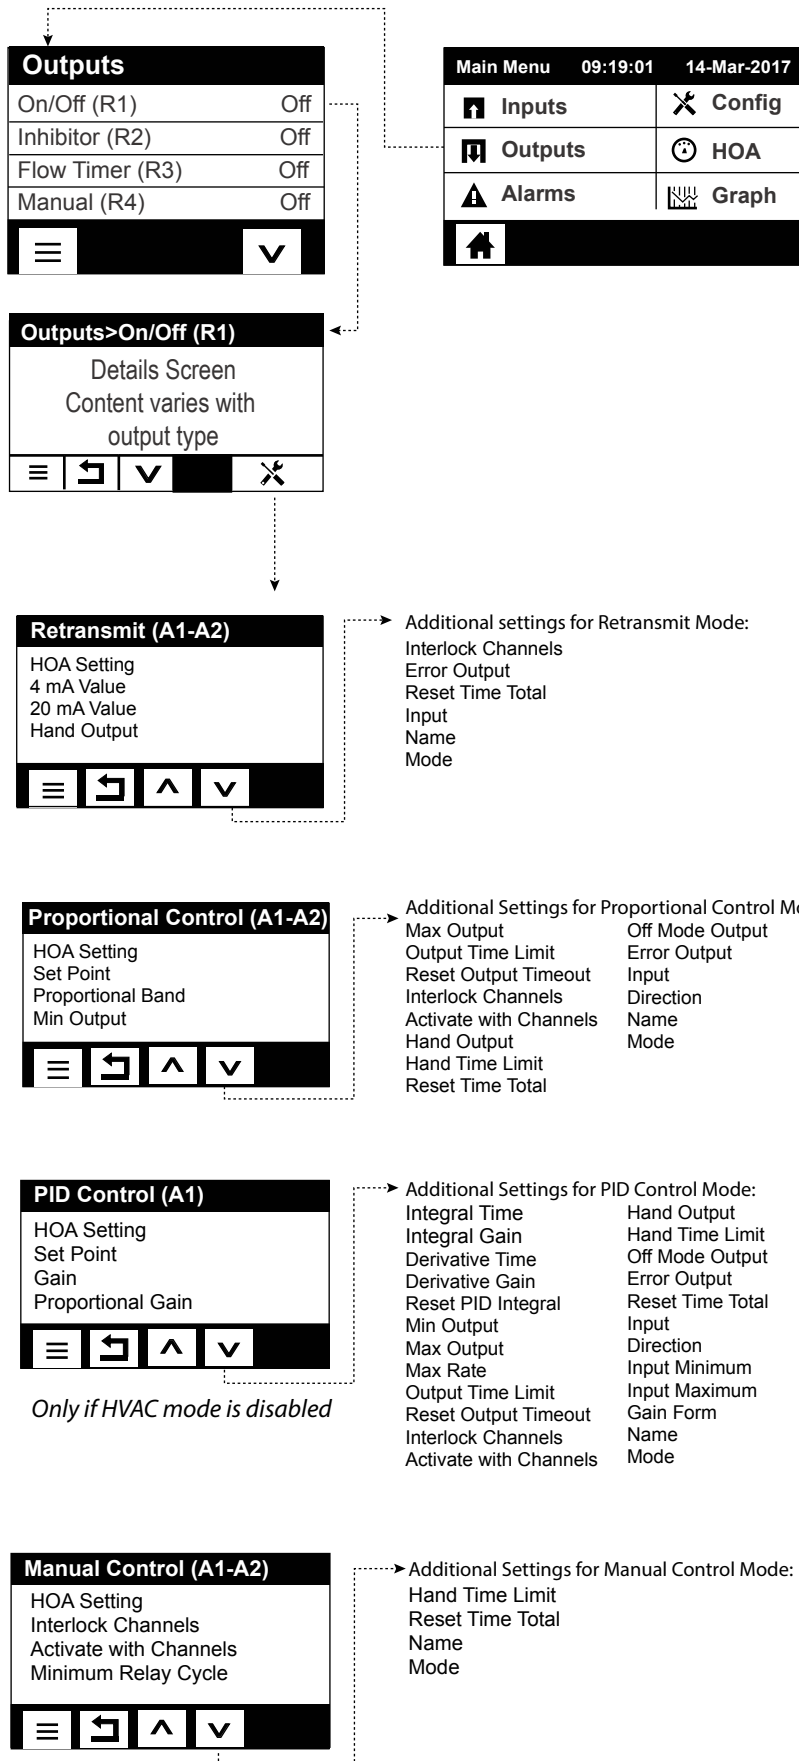 Outputs
On/Off (R1) Off
Inhibitor (R2) Off
Flow Timer (R3) Off
Manual (R4) Off
Main Menu 09:19:01 14-Mar-2017
Inputs Config
Outputs HOA
Alarms Graph
Outputs>On/Off (R1)
Details Screen
Content varies with
output type
Retransmit (A1-A2)
HOA Setting
4 mA Value
20 mA Value
Hand Output
Additional settings for Retransmit Mode:
Interlock Channels
Error Output
Reset Time Total
Input
Name
Mode
Proportional Control (A1-A2)
HOA Setting
Set Point
Proportional Band
Min Output
Additional Settings for Proportional Control Mo
Max Output
Output Time Limit
Reset Output Timeout
Interlock Channels
Activate with Channels
Hand Output
Hand Time Limit
Reset Time Total
Off Mode Output
Error Output
Input
Direction
Name
Mode
PID Control (A1)
HOA Setting
Set Point
Gain
Proportional Gain
Only if HVAC mode is disabled
Additional Settings for PID Control Mode:
Integral Time
Integral Gain
Derivative Time
Derivative Gain
Reset PID Integral
Min Output
Max Output
Max Rate
Output Time Limit
Reset Output Timeout
Interlock Channels
Activate with Channels
Hand Output
Hand Time Limit
Off Mode Output
Error Output
Reset Time Total
Input
Direction
Input Minimum
Input Maximum
Gain Form
Name
Mode
Manual Control (A1-A2)
HOA Setting
Interlock Channels
Activate with Channels
Minimum Relay Cycle
Additional Settings for Manual Control Mode:
Hand Time Limit
Reset Time Total
Name
Mode